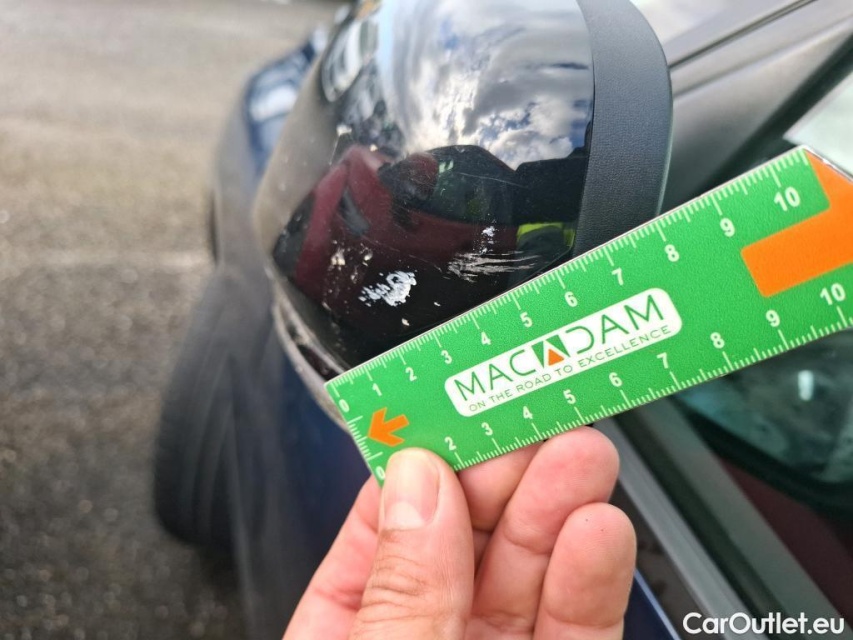 0 1 2 3 4 5 6 7 8 9 10
MACADAM
ON THE ROAD TO EXCELLENCE
0 2 3 4 5 6 7 8 9 10
CarOutlet.eu